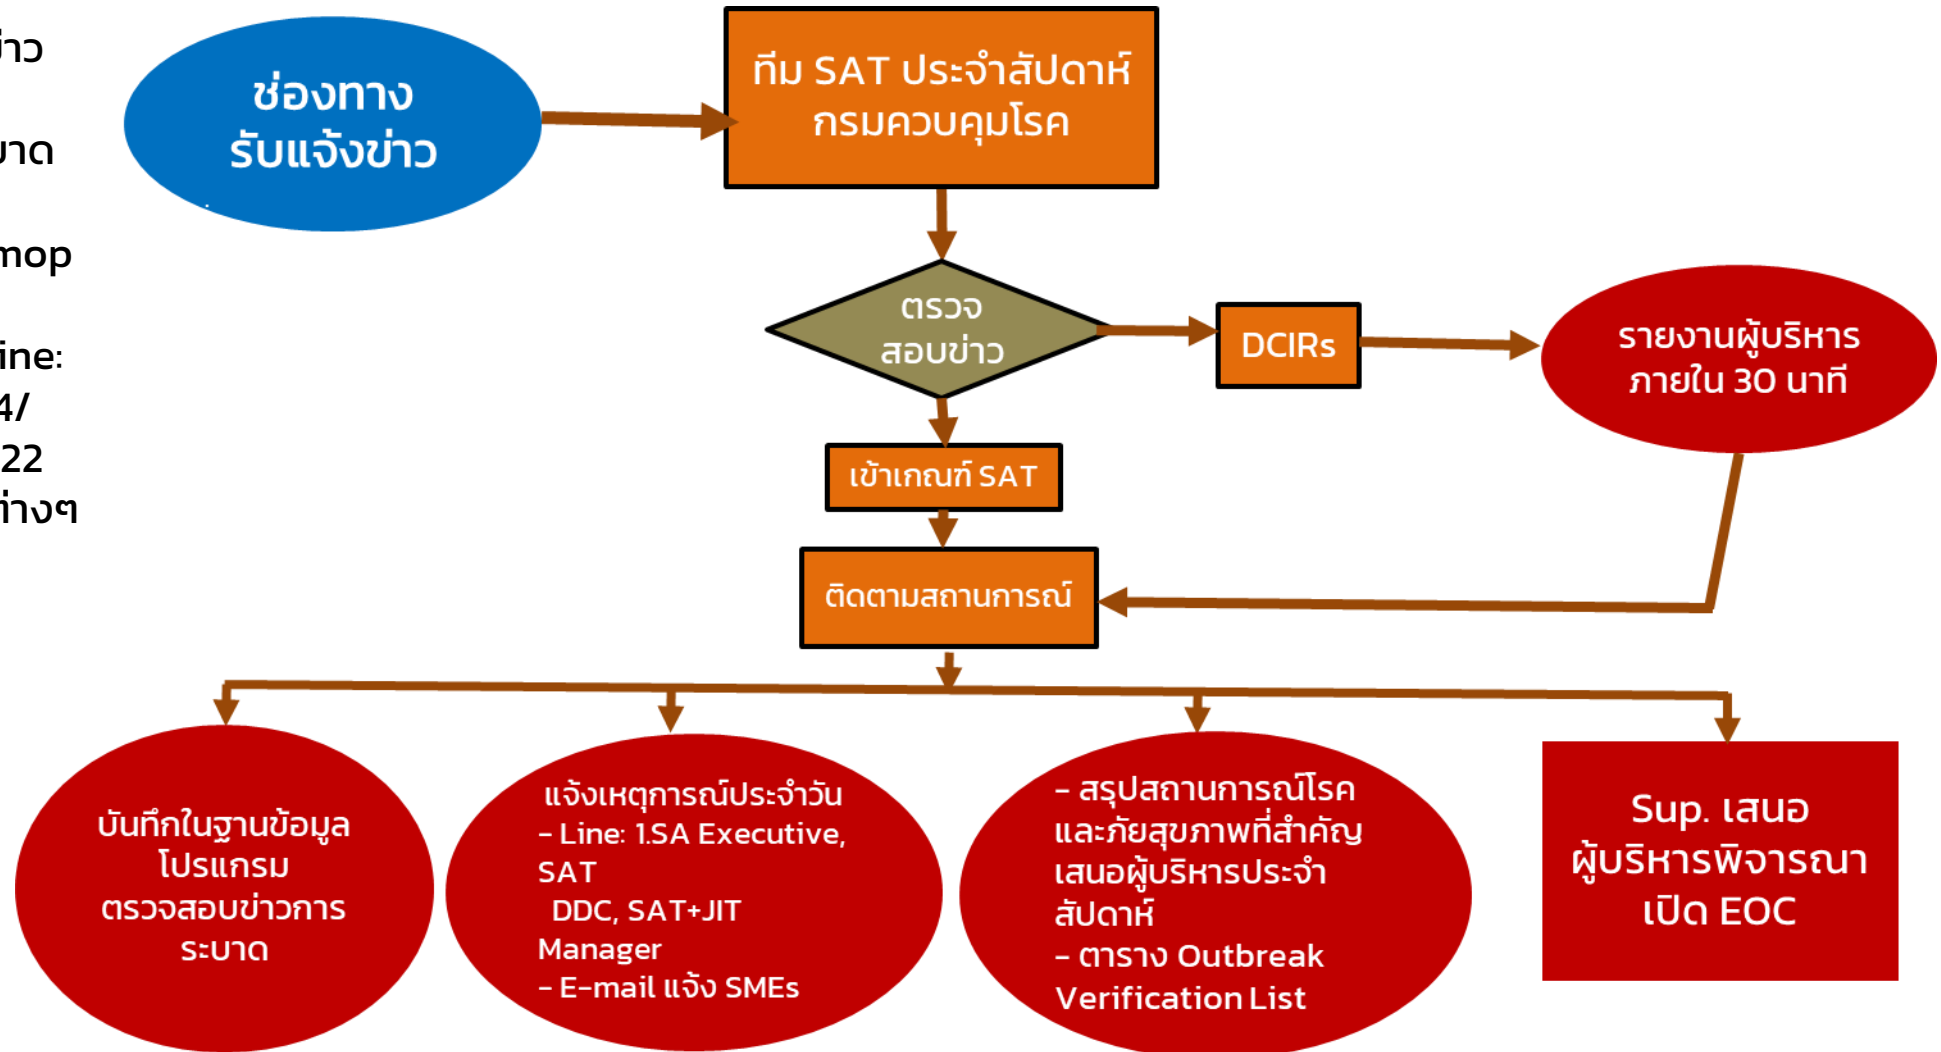 mop
ine:
4/
22
ต่างๆ
ช่องทาง
รับแจ้งข่าว
ทีม SAT ประจำสัปดาห์
กรมควบคุมโรค
ตรวจ
สอบข่าว
DCIRs
รายงานผู้บริหาร
ภายใน 30 นาที
เข้าเกณฑ์ SAT
ติดตามสถานการณ์
บันทึกในฐานข้อมูล
โปรแกรม
ตรวจสอบข่าวการ
ระบาด
แจ้งเหตุการณ์ประจำวัน
- Line: 1.SA Executive,
SAT
DDC, SAT+JIT
Manager
- E-mail แจ้ง SMEs
- สรุปสถานการณ์โรค
และภัยสุขภาพที่สำคัญ
เสนอผู้บริหารประจำ
สัปดาห์
- ตาราง Outbreak
Verification List
Sup. เสนอ
ผู้บริหารพิจารณา
เปิด EOC